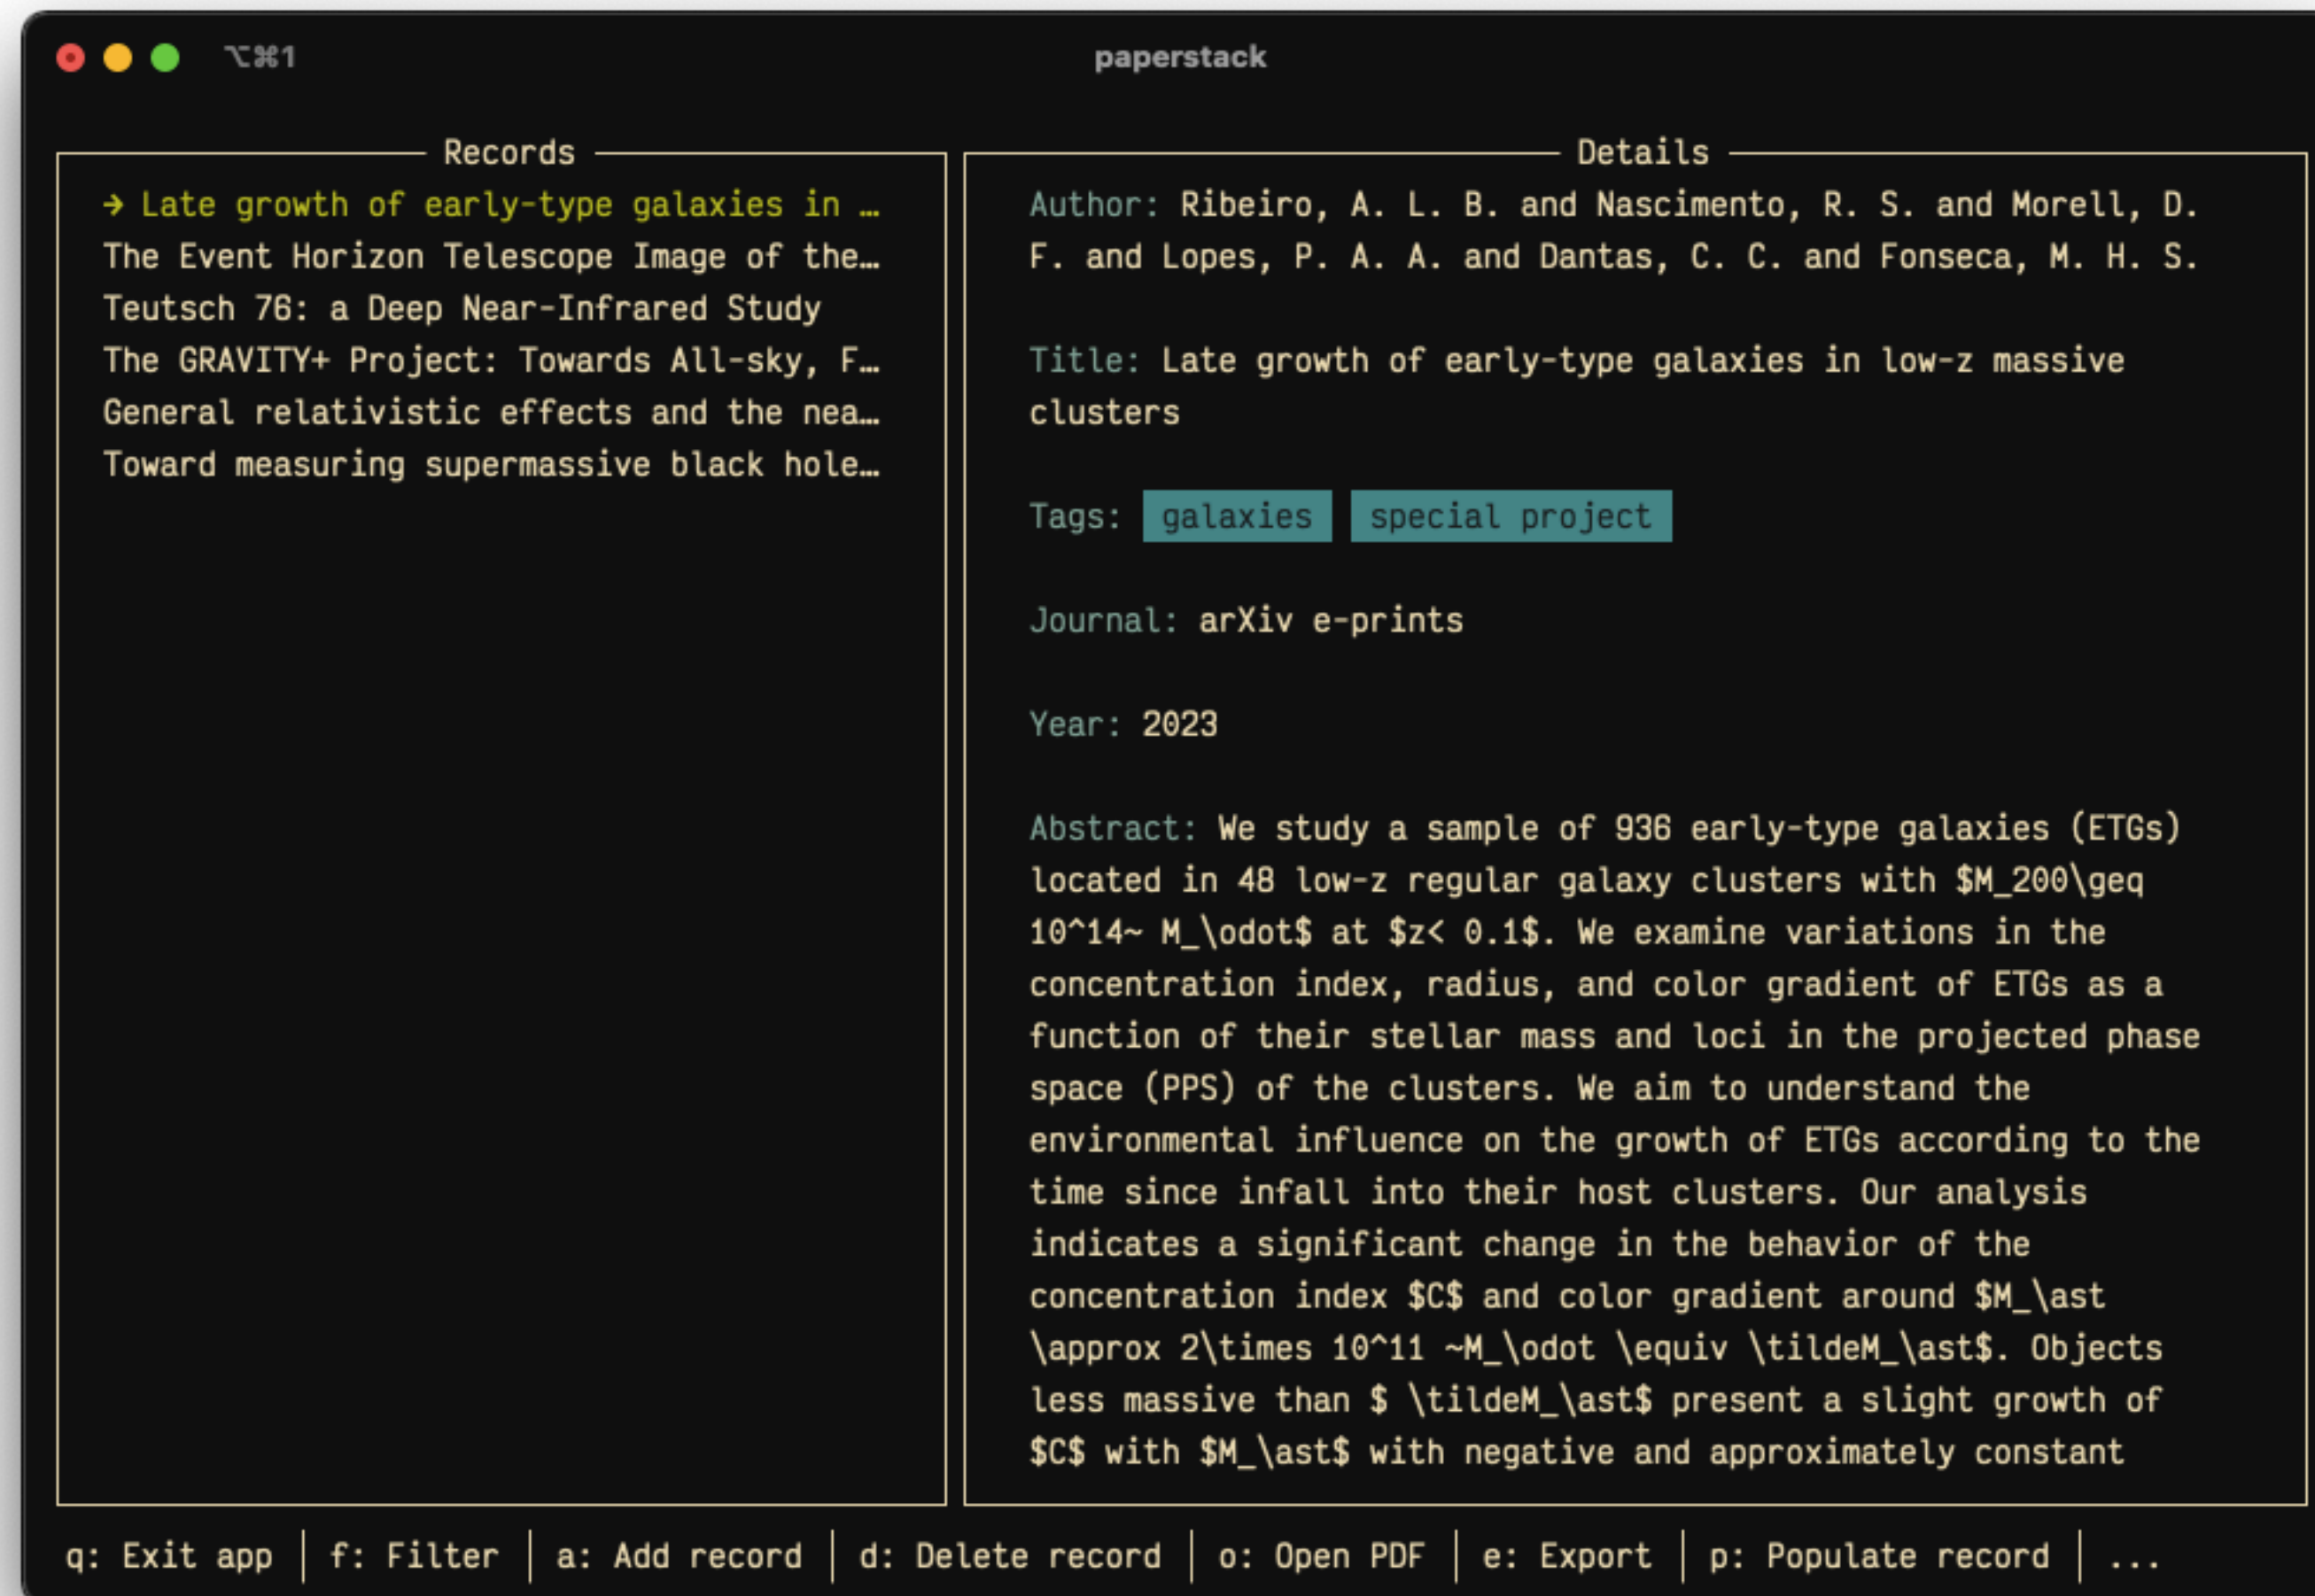 ⌥⌘1
paperstack
Records
→ Late growth of early-type galaxies in …
The Event Horizon Telescope Image of the…
Teutsch 76: a Deep Near-Infrared Study
The GRAVITY+ Project: Towards All-sky, F…
General relativistic effects and the nea…
Toward measuring supermassive black hole…
Details
Author: Ribeiro, A. L. B. and Nascimento, R. S. and Morell, D.
F. and Lopes, P. A. A. and Dantas, C. C. and Fonseca, M. H. S.
Title: Late growth of early-type galaxies in low-z massive
clusters
Tags: galaxies special project
Journal: arXiv e-prints
Year: 2023
Abstract: We study a sample of 936 early-type galaxies (ETGs)
located in 48 low-z regular galaxy clusters with $M_200\geq
10^14~ M_\odot$ at $z< 0.1$. We examine variations in the
concentration index, radius, and color gradient of ETGs as a
function of their stellar mass and loci in the projected phase
space (PPS) of the clusters. We aim to understand the
environmental influence on the growth of ETGs according to the
time since infall into their host clusters. Our analysis
indicates a significant change in the behavior of the
concentration index $C$ and color gradient around $M_\ast
\approx 2\times 10^11 ~M_\odot \equiv \tildeM_\ast$. Objects
less massive than $ \tildeM_\ast$ present a slight growth of
$C$ with $M_\ast$ with negative and approximately constant
q: Exit app │ f: Filter │ a: Add record │ d: Delete record │ o: Open PDF │ e: Export │ p: Populate record │ ...